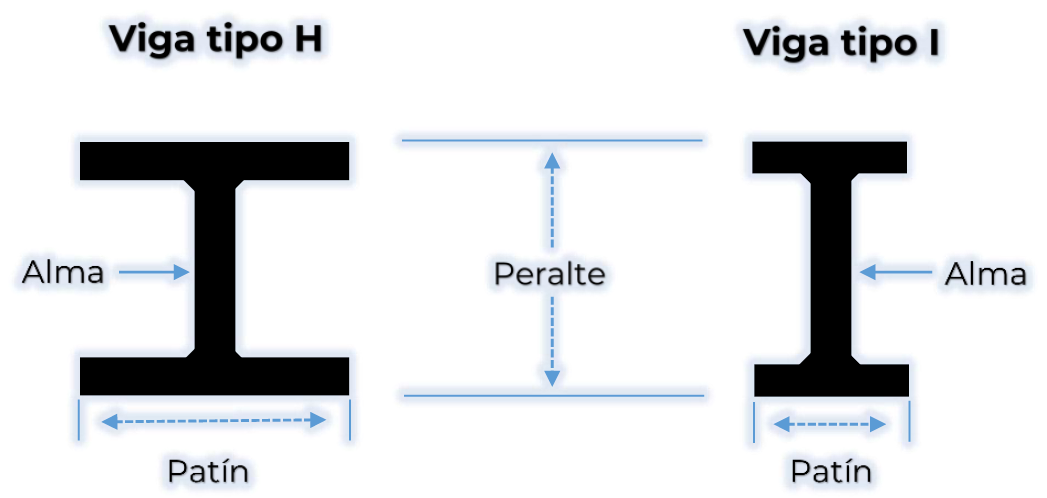 Viga tipo H
Viga tipo I
Alma
Peralte
Alma
Patín
Patín